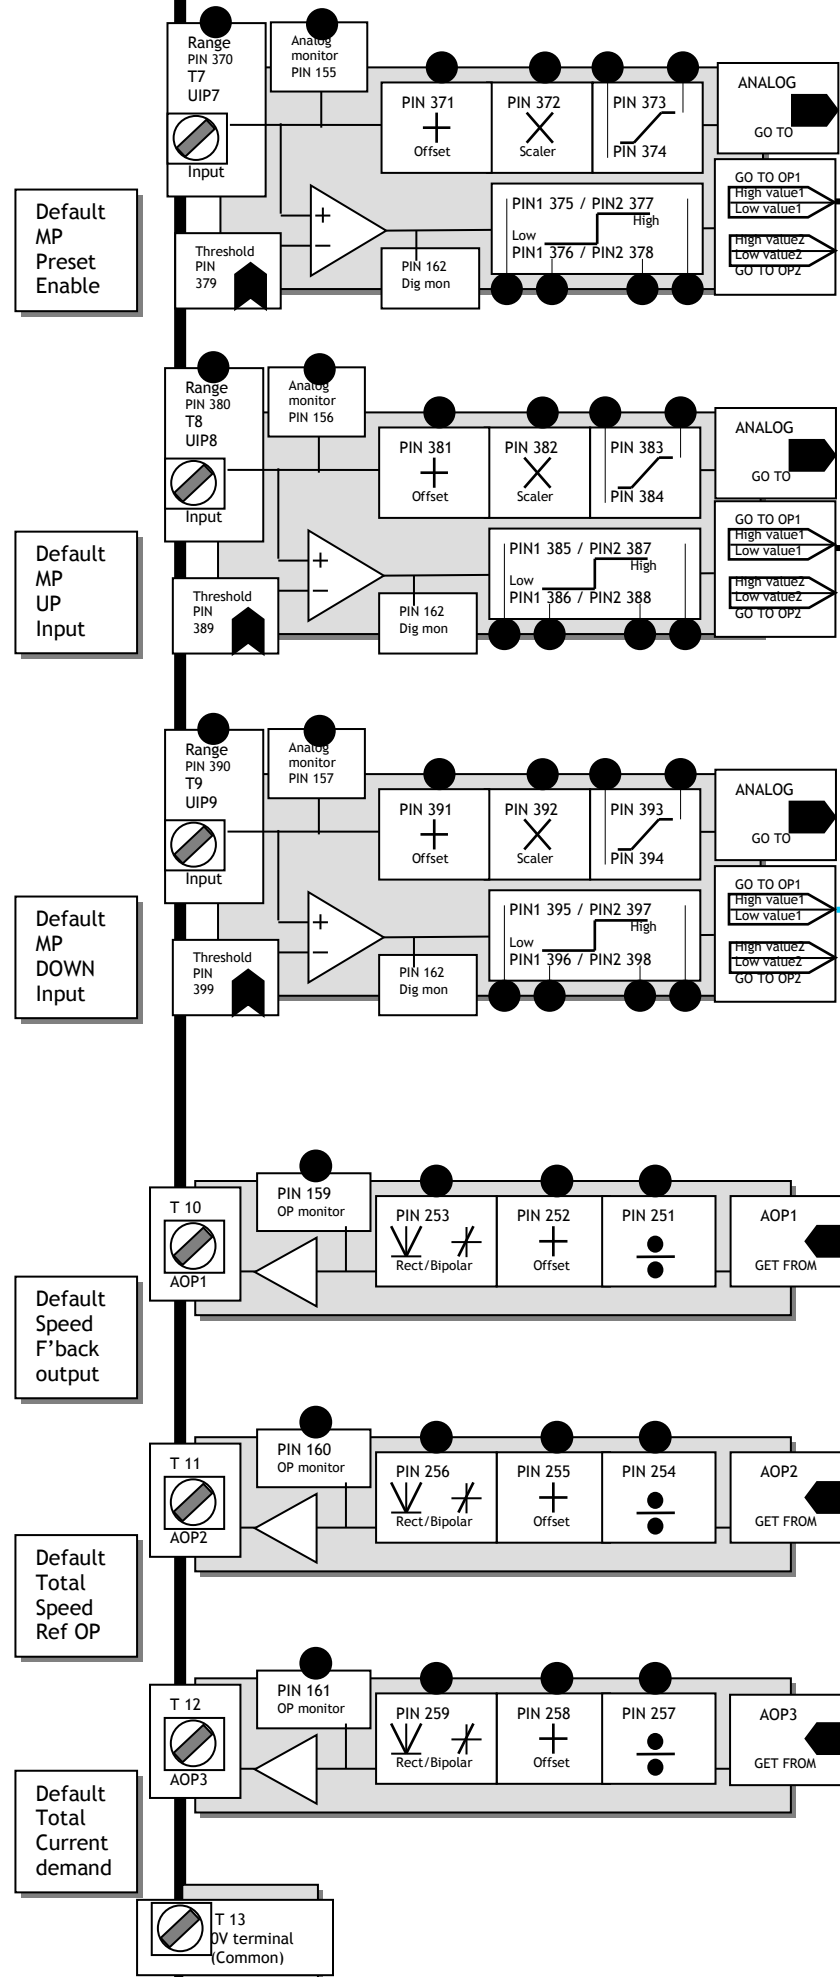 Range
PIN 370
T7
UIP7
Input
Analog
monitor
PIN 155
PIN 371
Offset
PIN 372
Scaler
PIN 373
PIN 374
ANALOG
GO TO
Default
MP
Preset
Enable
Threshold
PIN
379
+
−
PIN 162
Dig mon
PIN1 375 / PIN2 377
High
Low
PIN1 376 / PIN2 378
GO TO OP1
High value1
Low value1
High value2
Low value2
GO TO OP2
Range
PIN 380
T8
UIP8
Input
Analog
monitor
PIN 156
PIN 381
Offset
PIN 382
Scaler
PIN 383
PIN 384
ANALOG
GO TO
Default
MP
UP
Input
Threshold
PIN
389
+
−
PIN 162
Dig mon
PIN1 385 / PIN2 387
High
Low
PIN1 386 / PIN2 388
GO TO OP1
High value1
Low value1
High value2
Low value2
GO TO OP2
Range
PIN 390
T9
UIP9
Input
Analog
monitor
PIN 157
PIN 391
Offset
PIN 392
Scaler
PIN 393
PIN 394
ANALOG
GO TO
Default
MP
DOWN
Input
Threshold
PIN
399
+
−
PIN 162
Dig mon
PIN1 395 / PIN2 397
High
Low
PIN1 396 / PIN2 398
GO TO OP1
High value1
Low value1
High value2
Low value2
GO TO OP2
T 10
AOP1
PIN 159
OP monitor
PIN 253
Rect/Bipolar
PIN 252
Offset
PIN 251
AOP1
GET FROM
Default
Speed
F’back
output
T 11
AOP2
PIN 160
OP monitor
PIN 256
Rect/Bipolar
PIN 255
Offset
PIN 254
AOP2
GET FROM
Default
Total
Speed
Ref OP
T 12
AOP3
PIN 161
OP monitor
PIN 259
Rect/Bipolar
PIN 258
Offset
PIN 257
AOP3
GET FROM
Default
Total
Current
demand
T 13
0V terminal
(Common)